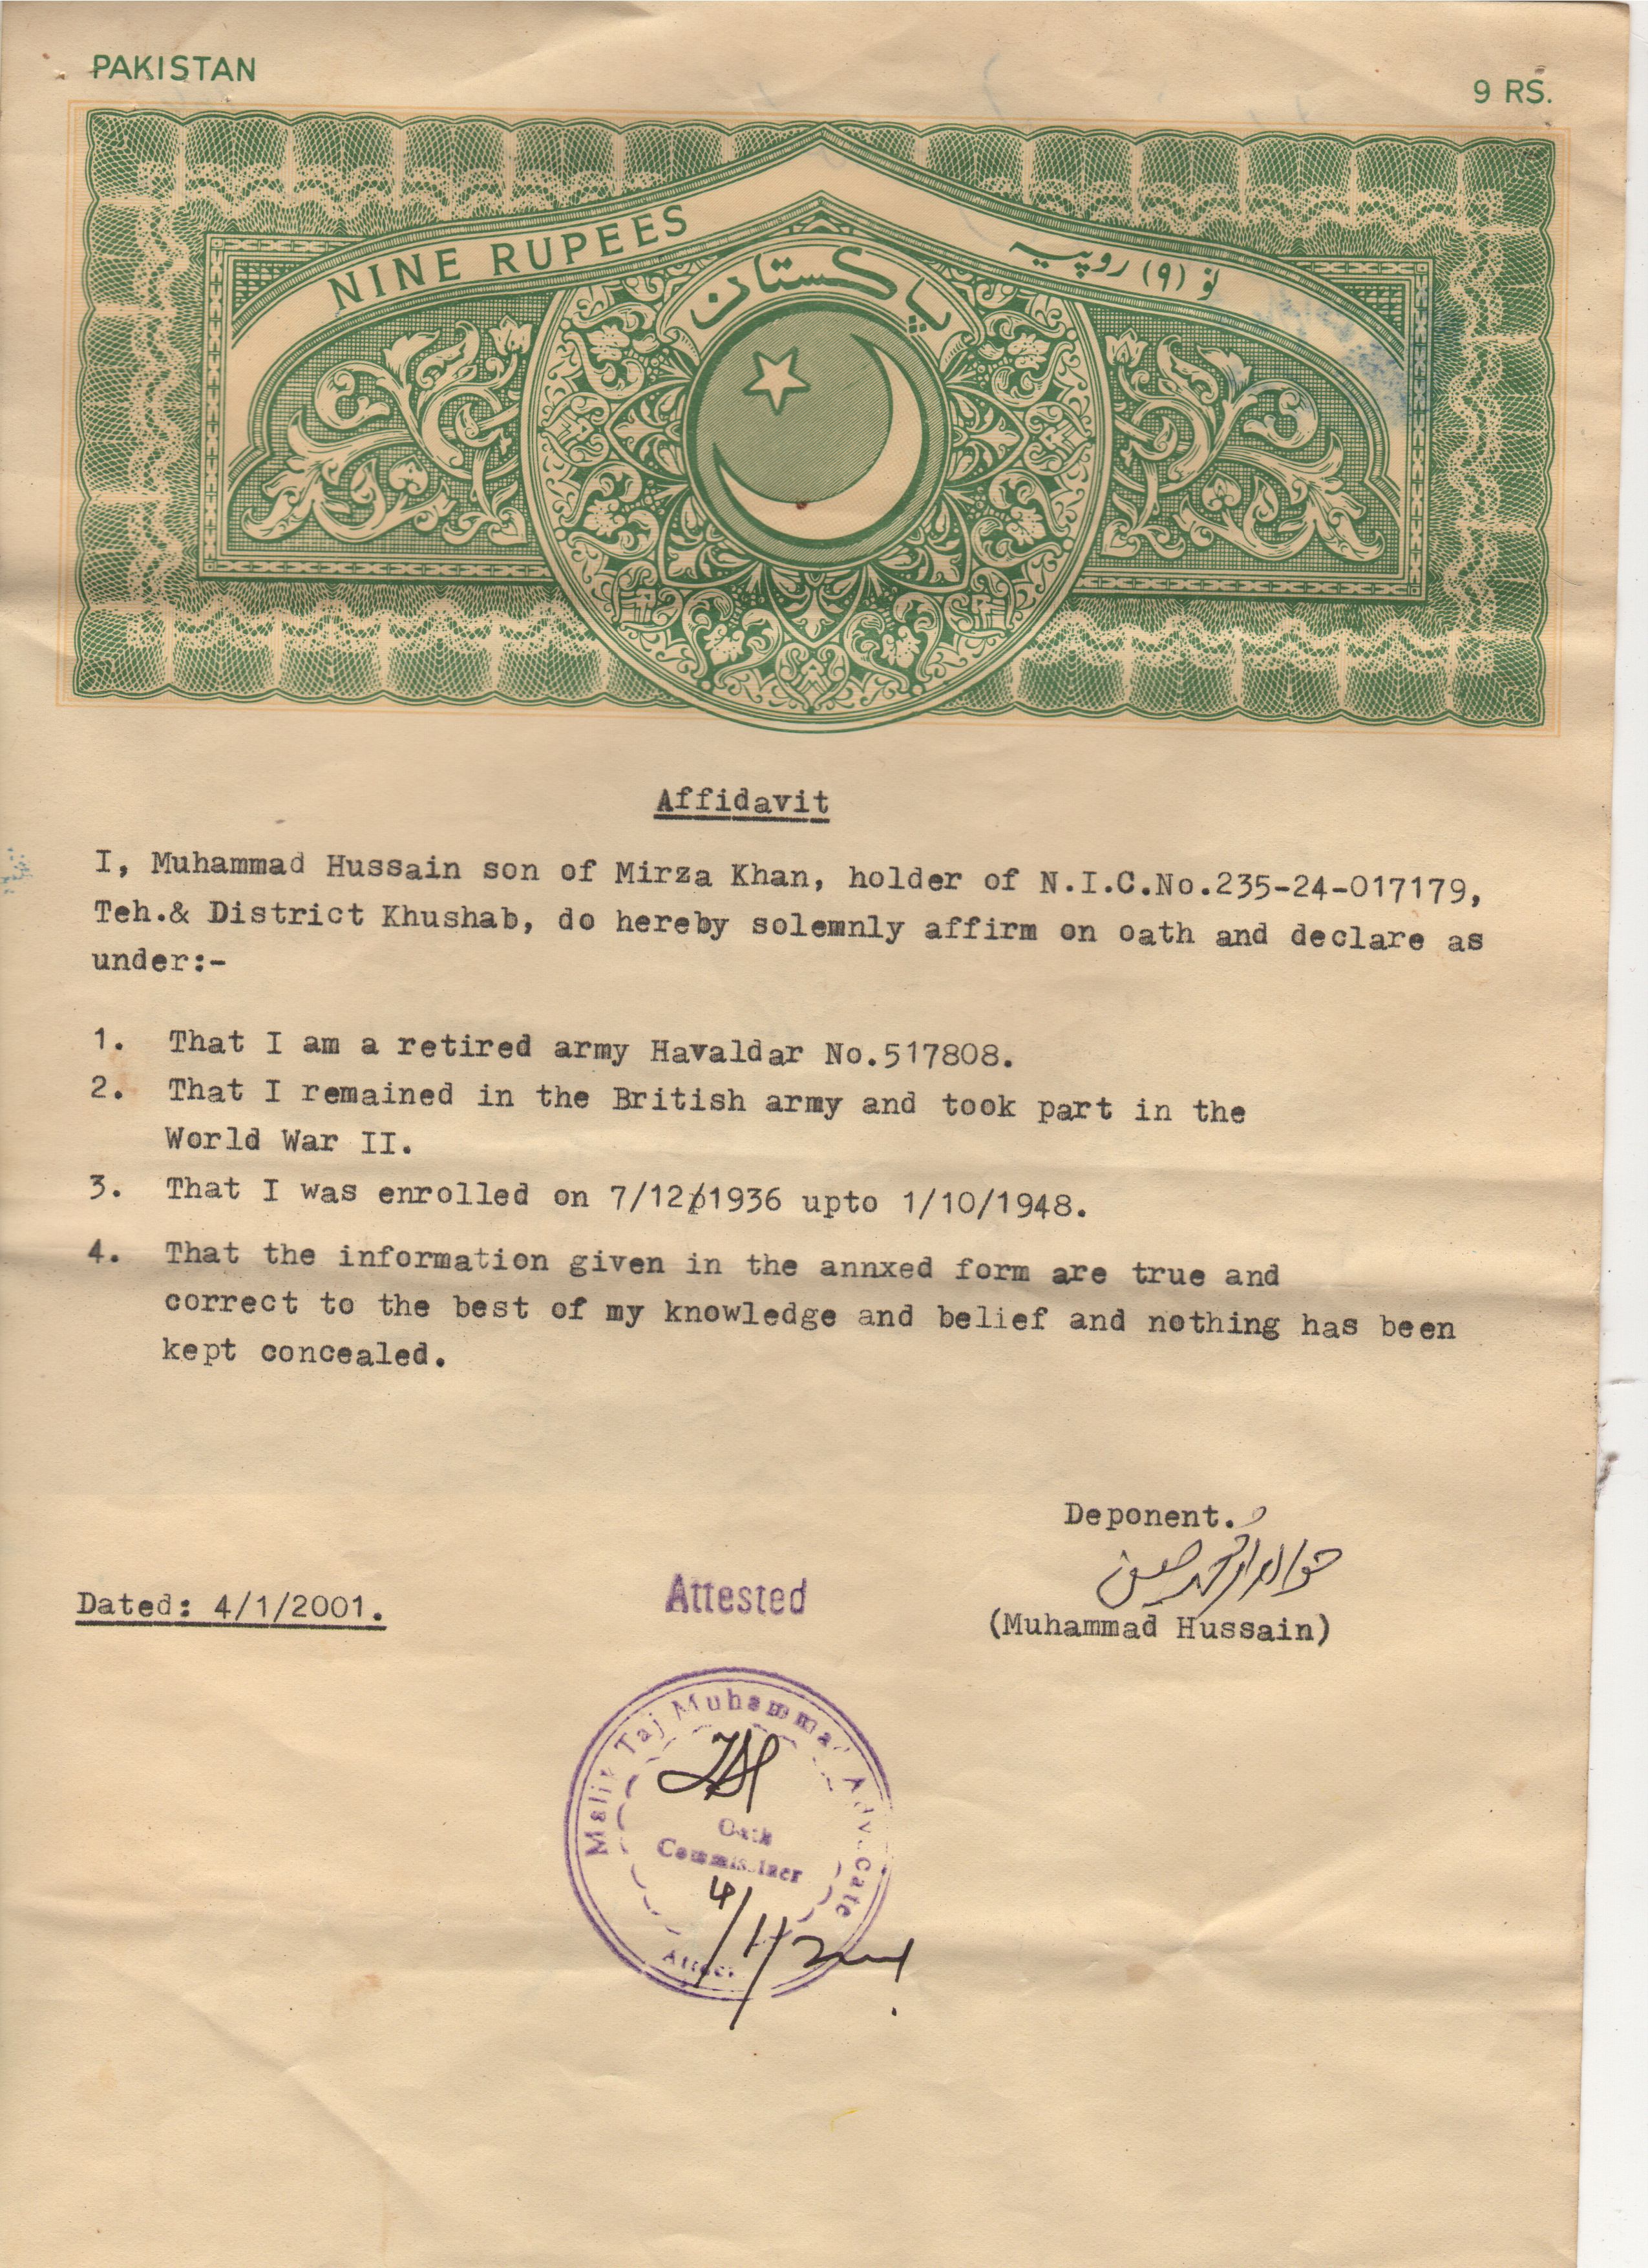 PAKISTAN
9 RS.
NINE RUPEES
نو (۹) روپیہ
پاکستان
Affidavit
I, Muhammad Hussain son of Mirza Khan, holder of N.I.C.No.235-24-017179,
Teh.& District Khushab, do hereby solemnly affirm on oath and declare as
under:-
1. That I am a retired army Havaldar No.517808.
2. That I remained in the British army and took part in the
World War II.
3. That I was enrolled on 7/12/1936 upto 1/10/1948.
4. That the information given in the annxed form are true and
correct to the best of my knowledge and belief and nothing has been
kept concealed.
Deponent.
حوالدار محمد حسین
(Muhammad Hussain)
Dated: 4/1/2001.
Attested
Malik Taj Muhammad Advocate
Oath
Commissiner
4/1/2001